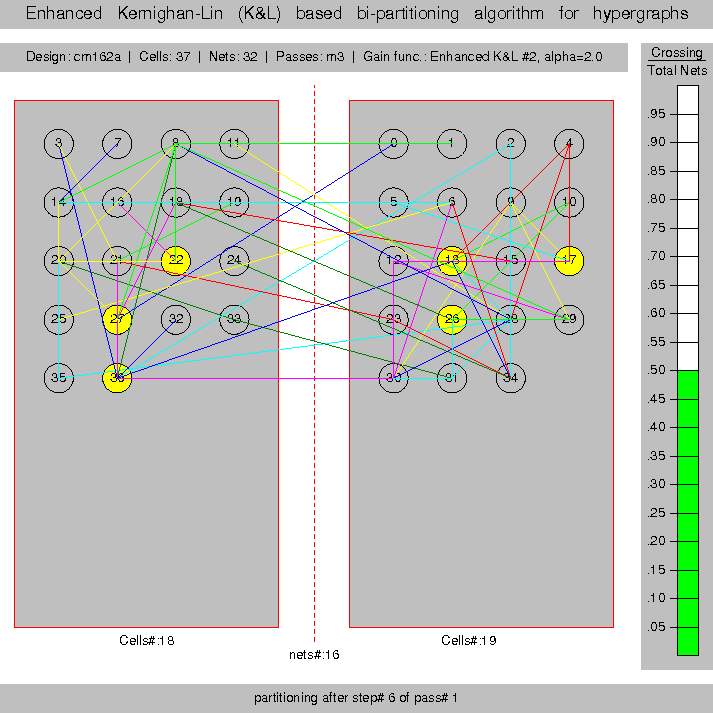 Enhanced Kernighan-Lin (K&L) based bi-partitioning algorithm for hypergraphs
Design: cm162a | Cells: 37 | Nets: 32 | Passes: m3 | Gain func.: Enhanced K&L #2, alpha=2.0
Crossing
Total Nets
.95
.90
.85
.80
.75
.70
.65
.60
.55
.50
.45
.40
.35
.30
.25
.20
.15
.10
.05
3 7 8 11 0 1 2 4
14 16 18 19 5 6 9 10
20 21 22 24 12 13 15 17
25 27 32 33 23 26 28 29
35 36 30 31 34
Cells#:18
Cells#:19
nets#:16
partitioning after step# 6 of pass# 1